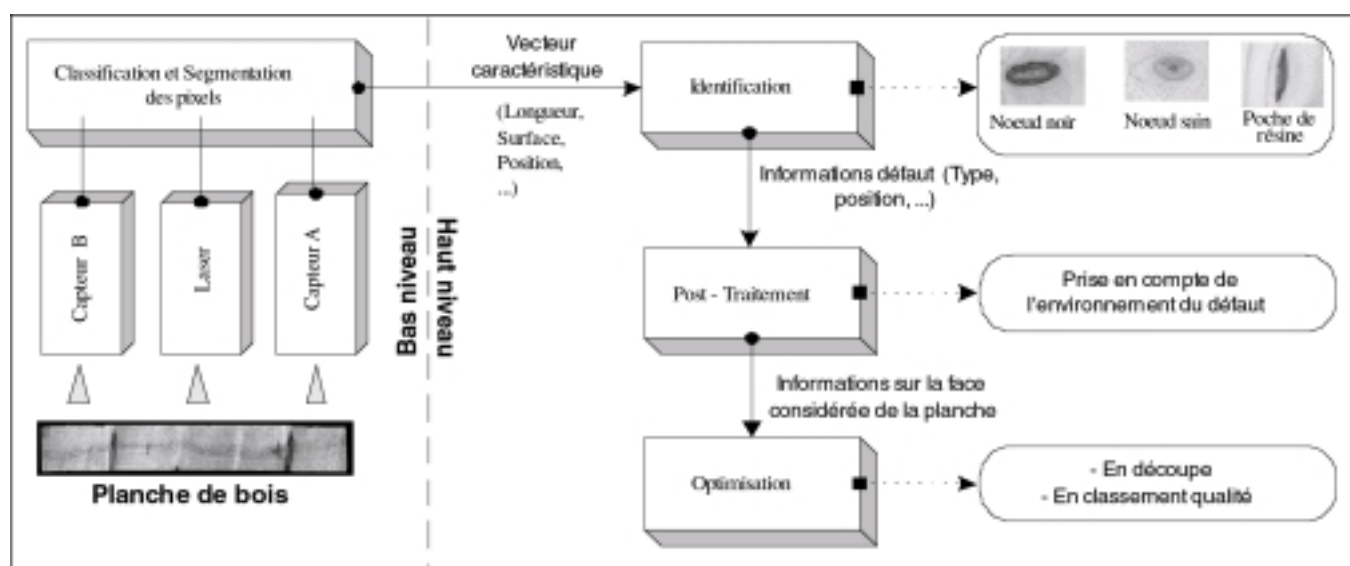 Classification et Segmentation
des pixels
Capteur B
Laser
Capteur A
Planche de bois
Bas niveau
Haut niveau
Vecteur
caractéristique
(Longueur,
Surface,
Position,
...)
Identification
Noeud noir
Noeud sain
Poche de
résine
Informations défaut (Type,
position, ...)
Post - Traitement
Prise en compte de
l'environnement du défaut
Informations sur la face
considérée de la planche
Optimisation
- En découpe
- En classement qualité